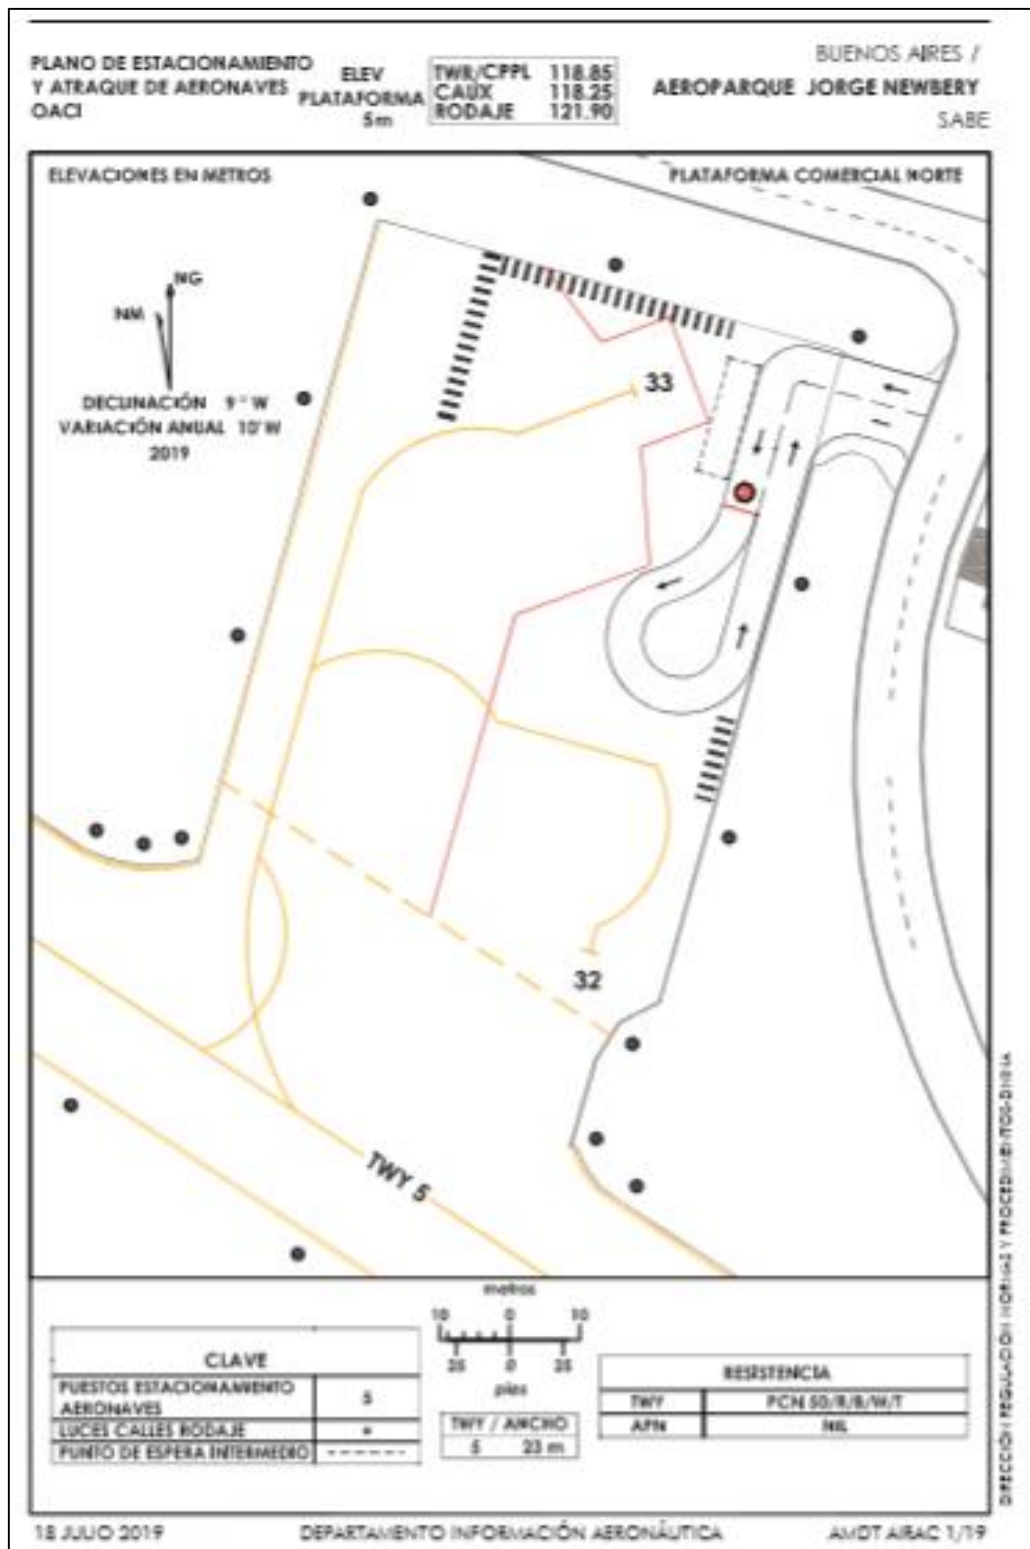 PLANO DE ESTACIONAMIENTO
Y ATRAQUE DE AERONAVES
OACI
ELEV
PLATAFORMA
5m
TWR/CPPL 118.85
CAUX 118.25
RODAJE 121.90
BUENOS AIRES /
AEROPARQUE JORGE NEWBERY
SABE
ELEVACIONES EN METROS
PLATAFORMA COMERCIAL NORTE
NG
NM
DECLINACIÓN 9° W
VARIACIÓN ANUAL 10'W
2019
33
32
TWY 5
CLAVE
PUESTOS ESTACIONAMIENTO
AERONAVES
5
LUCES CALLES RODAJE
PUNTO DE ESPERA INTERMEDIO
metros
10 0 10
25 0 25
pies
TWY / ANCHO
5 23 m
RESISTENCIA
TWY PCN 50/R/B/W/T
APN NIL
DIRECCIÓN REGULACIÓN NORMAS Y PROCEDIMIENTOS-
18 JULIO 2019
DEPARTAMENTO INFORMACIÓN AERONÁUTICA
AMDT AIRAC 1/19